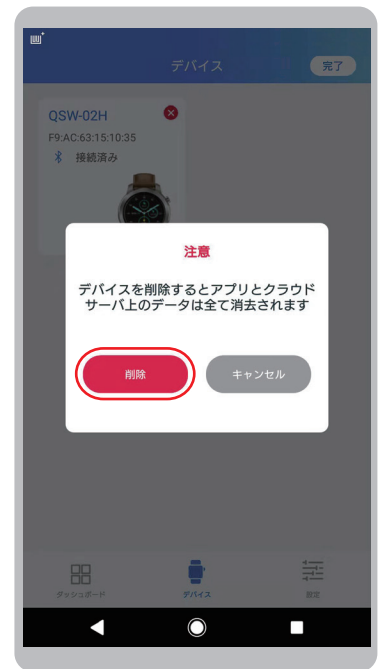 デバイス
完了
QSW-02H
F9:AC:63:15:10:35
接続済み
注意
デバイスを削除するとアプリとクラウド
サーバ上のデータは全て消去されます
削除
キャンセル
ダッシュボード
デバイス
設定